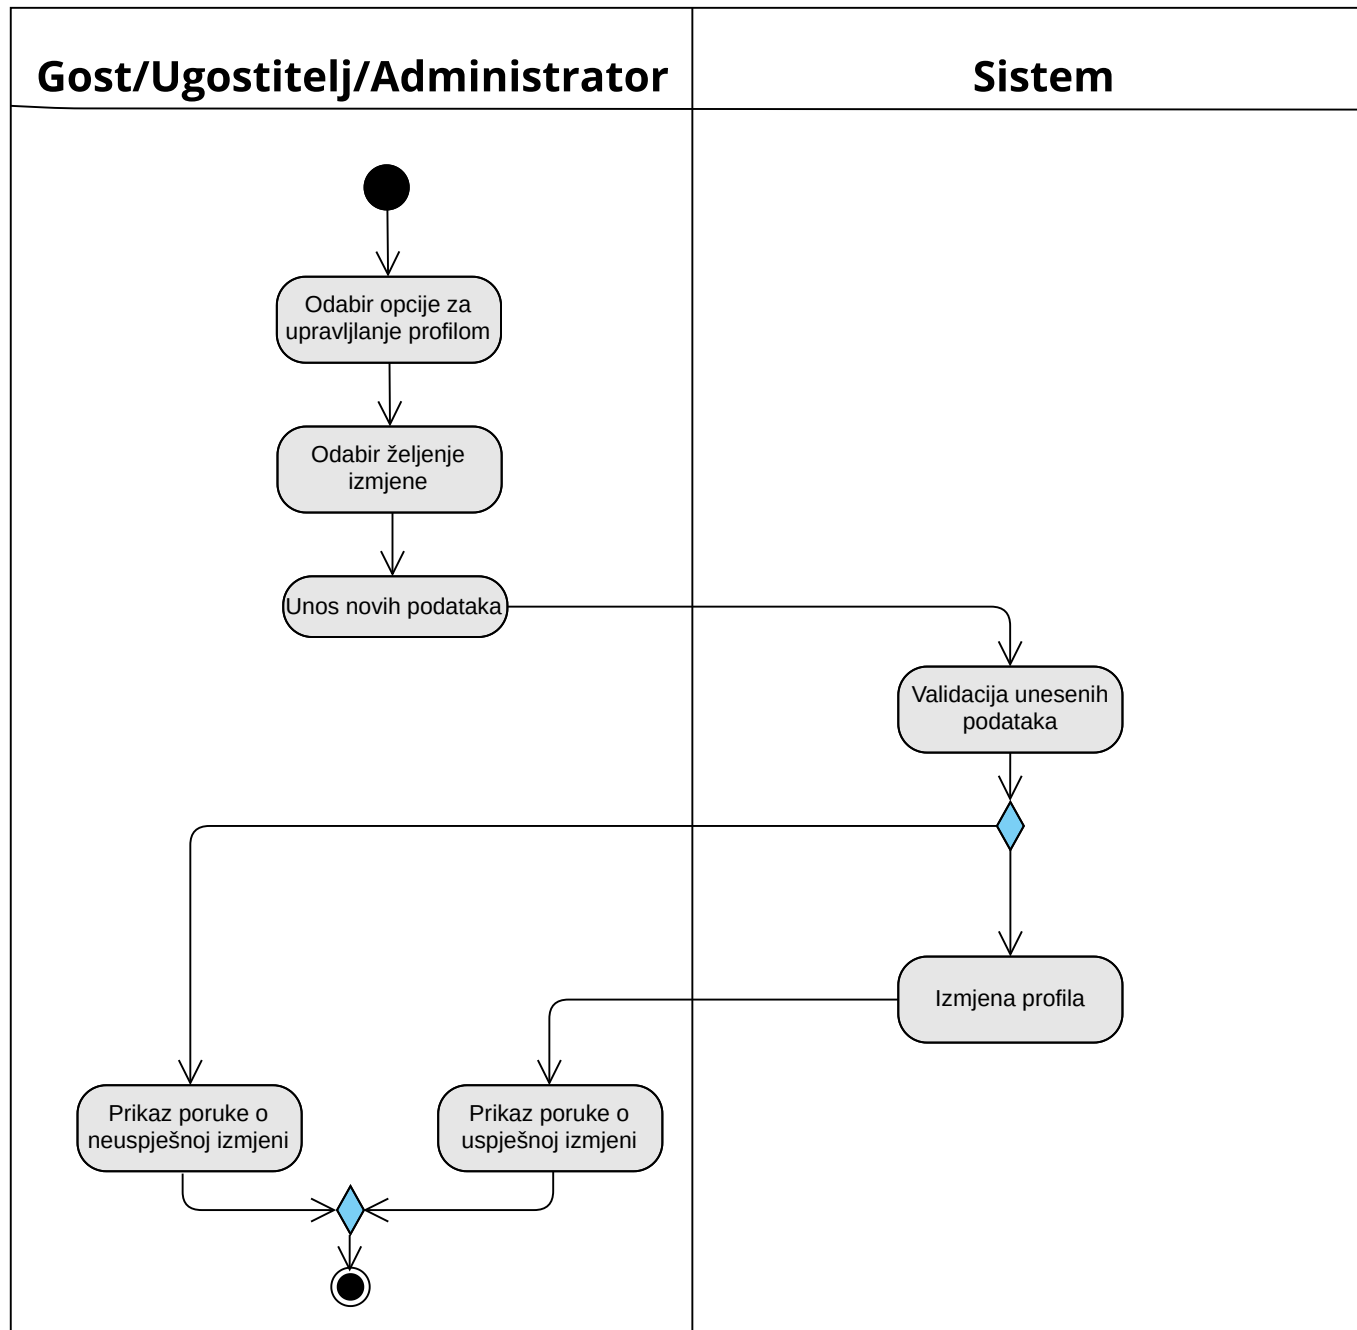 Gost/Ugostitelj/Administrator
Sistem
Odabir opcije za
upravljlanje profilom
Odabir željenje
izmjene
Unos novih podataka
Validacija unesenih
podataka
Izmjena profila
Prikaz poruke o
neuspješnoj izmjeni
Prikaz poruke o
uspješnoj izmjeni